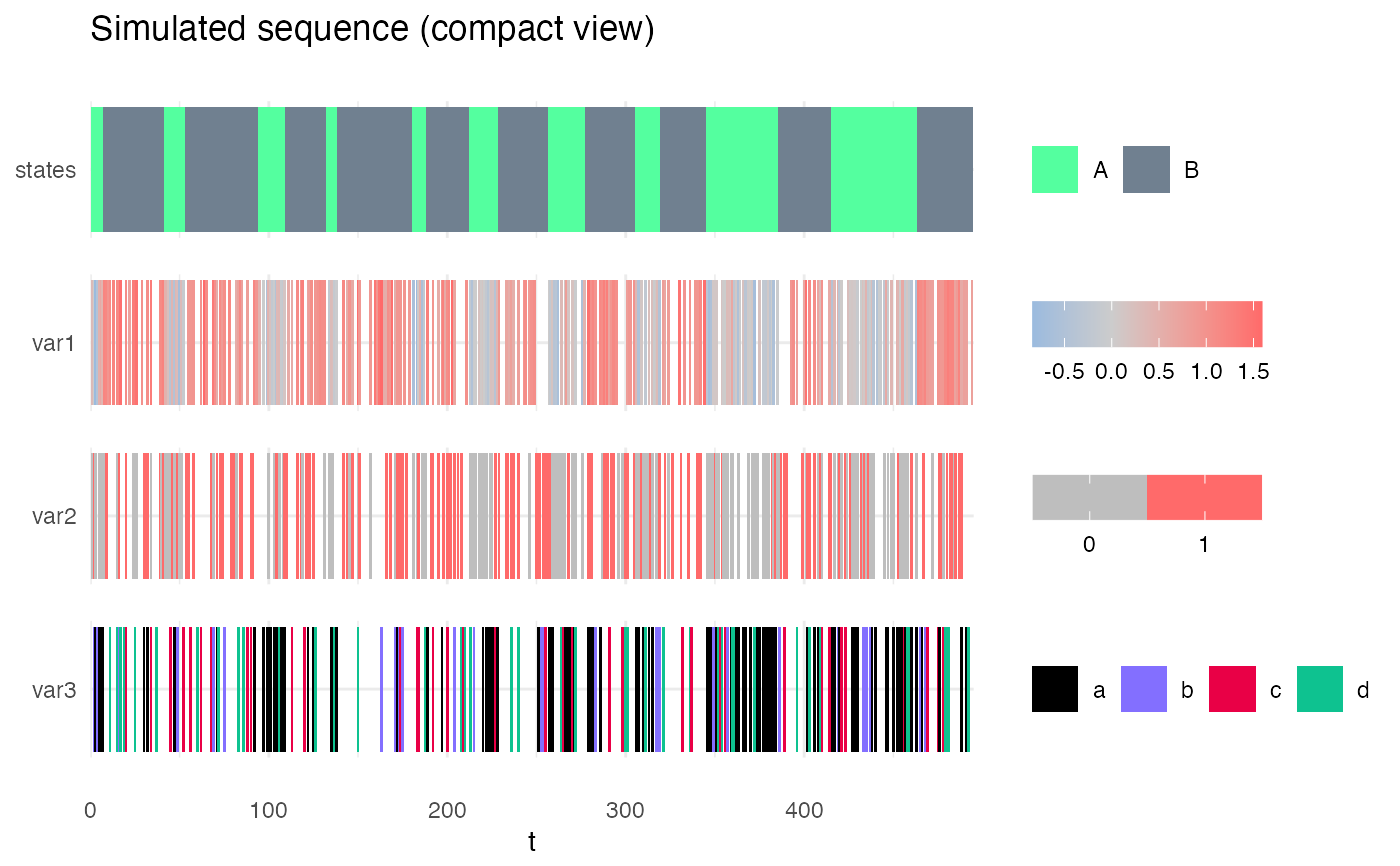 Simulated sequence (compact view)
states
A B
var1
-0.5 0.0 0.5 1.0 1.5
var2
0 1
var3
a b c d
0 100 200 300 400
t